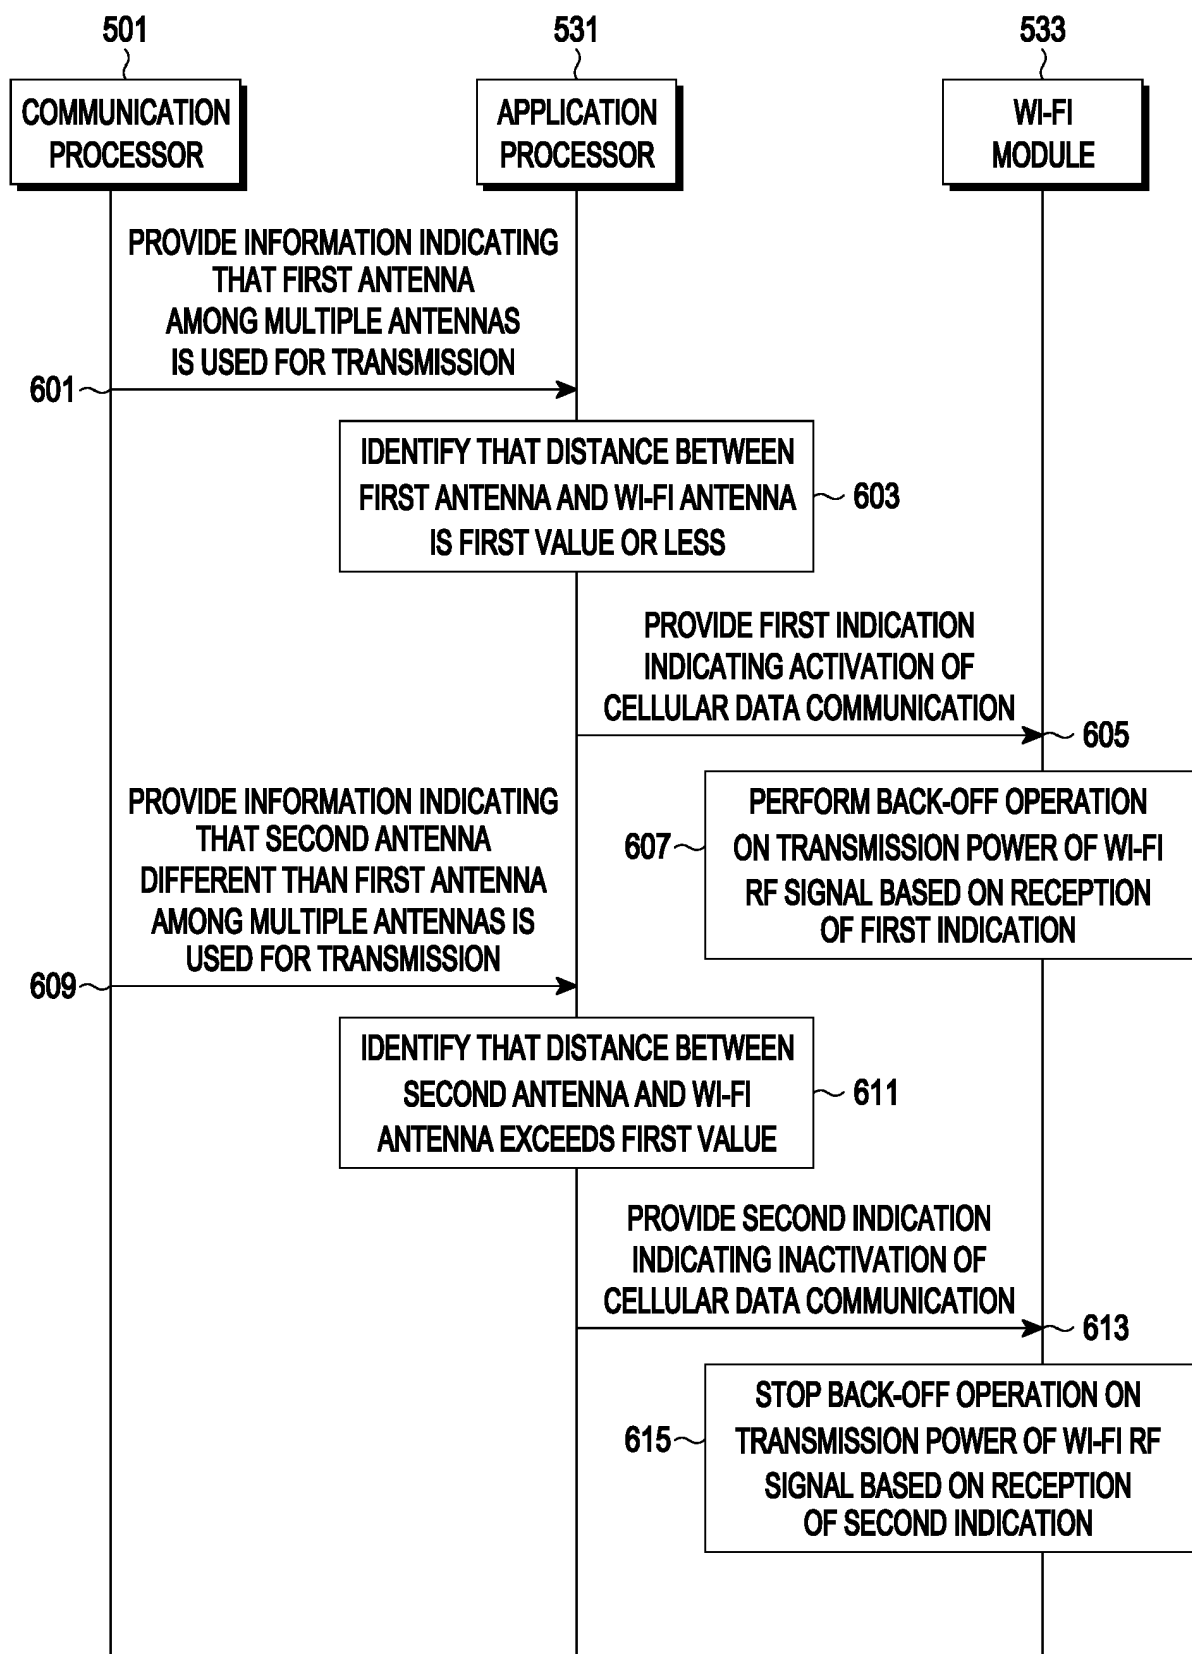 501
531
533
COMMUNICATION
PROCESSOR
APPLICATION
PROCESSOR
WI-FI
MODULE
PROVIDE INFORMATION INDICATING
THAT FIRST ANTENNA
AMONG MULTIPLE ANTENNAS
IS USED FOR TRANSMISSION
601
IDENTIFY THAT DISTANCE BETWEEN
FIRST ANTENNA AND WI-FI ANTENNA
IS FIRST VALUE OR LESS
603
PROVIDE FIRST INDICATION
INDICATING ACTIVATION OF
CELLULAR DATA COMMUNICATION
605
PERFORM BACK-OFF OPERATION
ON TRANSMISSION POWER OF WI-FI
RF SIGNAL BASED ON RECEPTION
OF FIRST INDICATION
607
PROVIDE INFORMATION INDICATING
THAT SECOND ANTENNA
DIFFERENT THAN FIRST ANTENNA
AMONG MULTIPLE ANTENNAS IS
USED FOR TRANSMISSION
609
IDENTIFY THAT DISTANCE BETWEEN
SECOND ANTENNA AND WI-FI
ANTENNA EXCEEDS FIRST VALUE
611
PROVIDE SECOND INDICATION
INDICATING INACTIVATION OF
CELLULAR DATA COMMUNICATION
613
STOP BACK-OFF OPERATION ON
TRANSMISSION POWER OF WI-FI RF
SIGNAL BASED ON RECEPTION
OF SECOND INDICATION
615